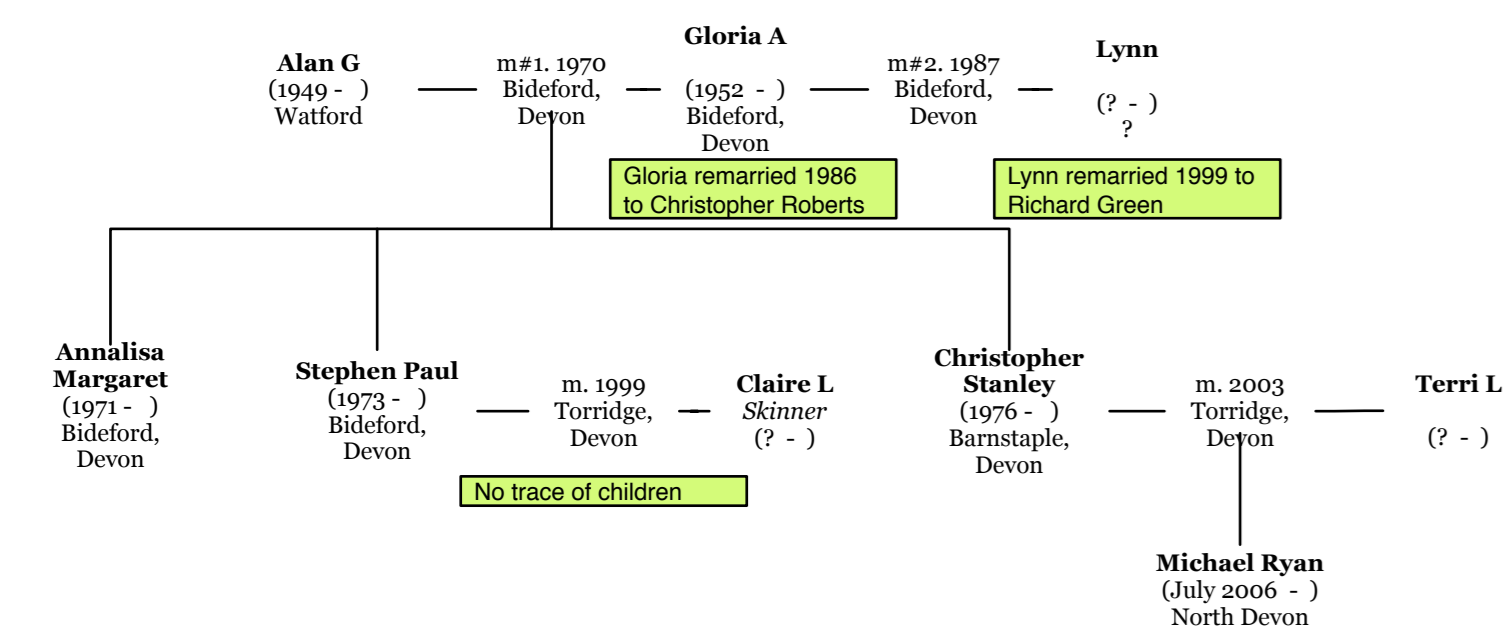 Alan G
(1949 -   )
Watford
m#1. 1970
Bideford,
Devon
Gloria A
(1952  -  )
Bideford,
Devon
m#2. 1987
Bideford,
Devon
Lynn
(?  -  )
?
Gloria remarried 1986
to Christopher Roberts
Lynn remarried 1999 to
Richard Green
Annalisa
Margaret
(1971 -   )
Bideford,
Devon
Stephen Paul
(1973 -   )
Bideford,
Devon
m. 1999
Torridge,
Devon
Claire L
Skinner
(?  -  )
No trace of children
Christopher
Stanley
(1976 -   )
Barnstaple,
Devon
m. 2003
Torridge,
Devon
Terri L
(?  -  )
Michael Ryan
(July 2006  -  )
North Devon